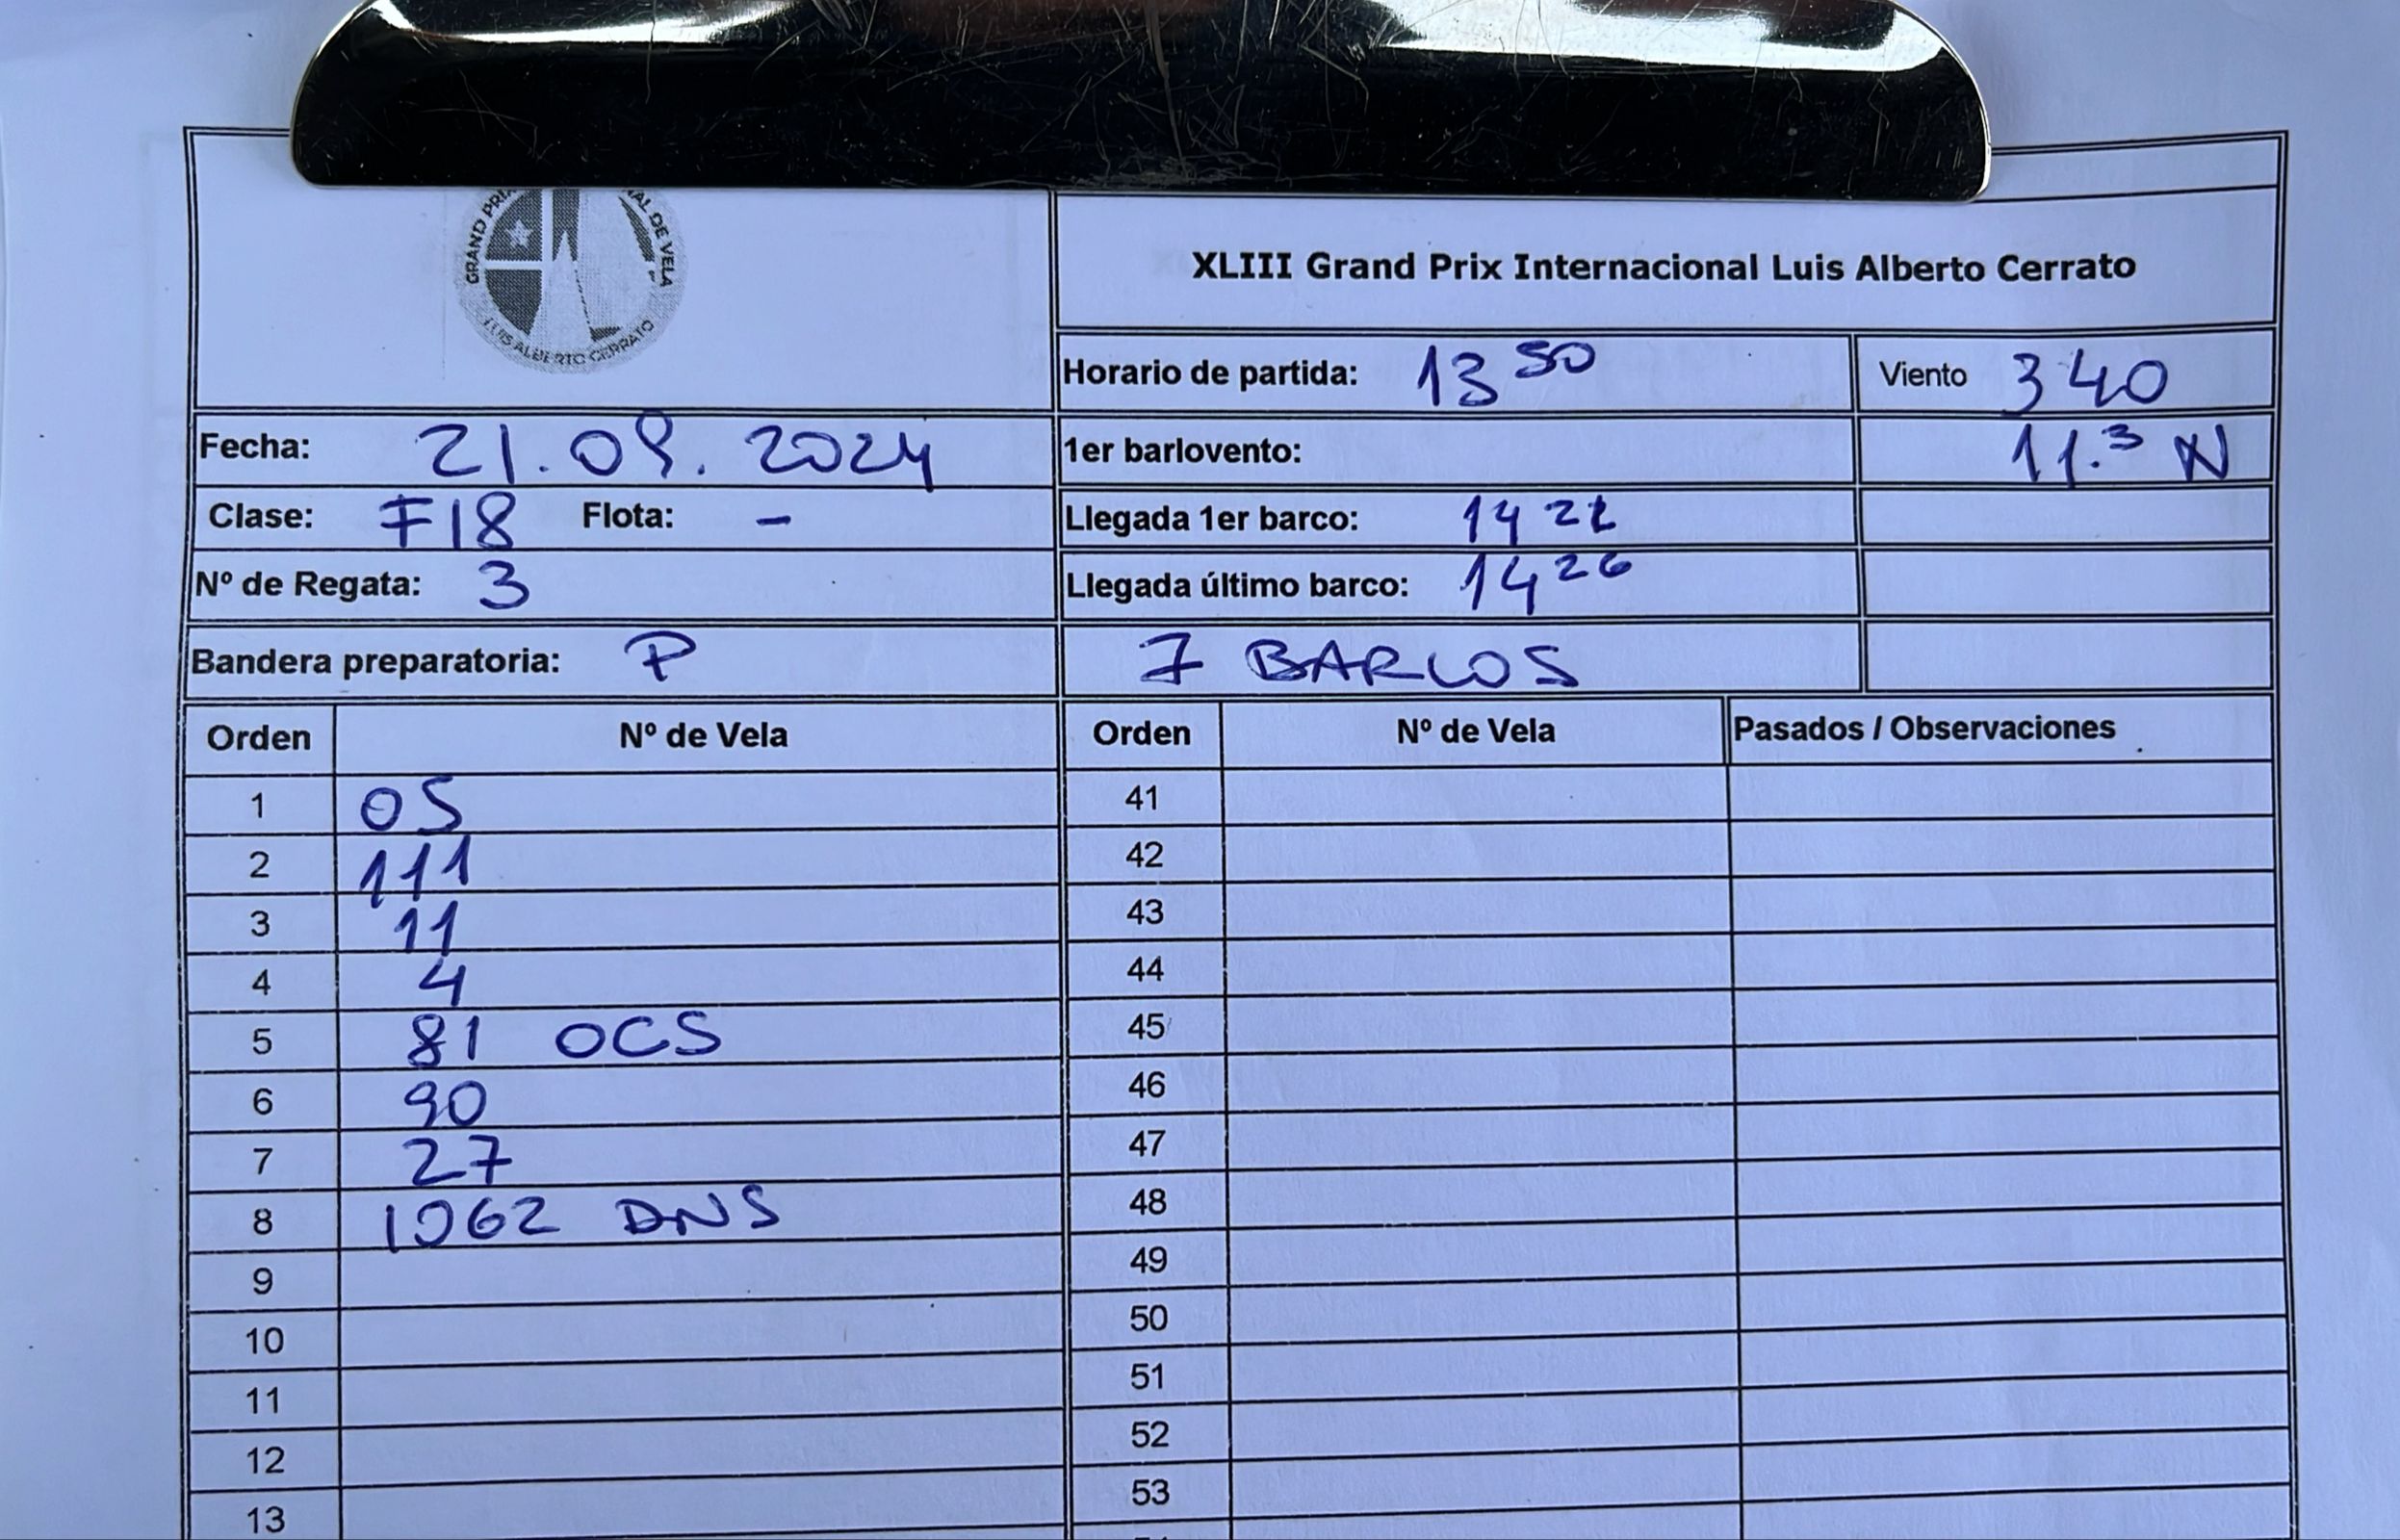 GRAND PRI AL DE VELA
LUIS ALBERTO CERRATO
XLIII Grand Prix Internacional Luis Alberto Cerrato
Horario de partida: 13 50 Viento 340
Fecha: 21.09.2024 1er barlovento: 11.3 N
Clase: F18 Flota: - Llegada 1er barco: 14 22
Nº de Regata: 3 Llegada último barco: 14 26
Bandera preparatoria: P 7 BARCOS
Orden Nº de Vela Orden Nº de Vela Pasados / Observaciones
1 05 41
2 111 42
3 11 43
4 4 44
5 81 OCS 45
6 90 46
7 27 47
8 1062 DNS 48
9 49
10 50
11 51
12 52
13 53